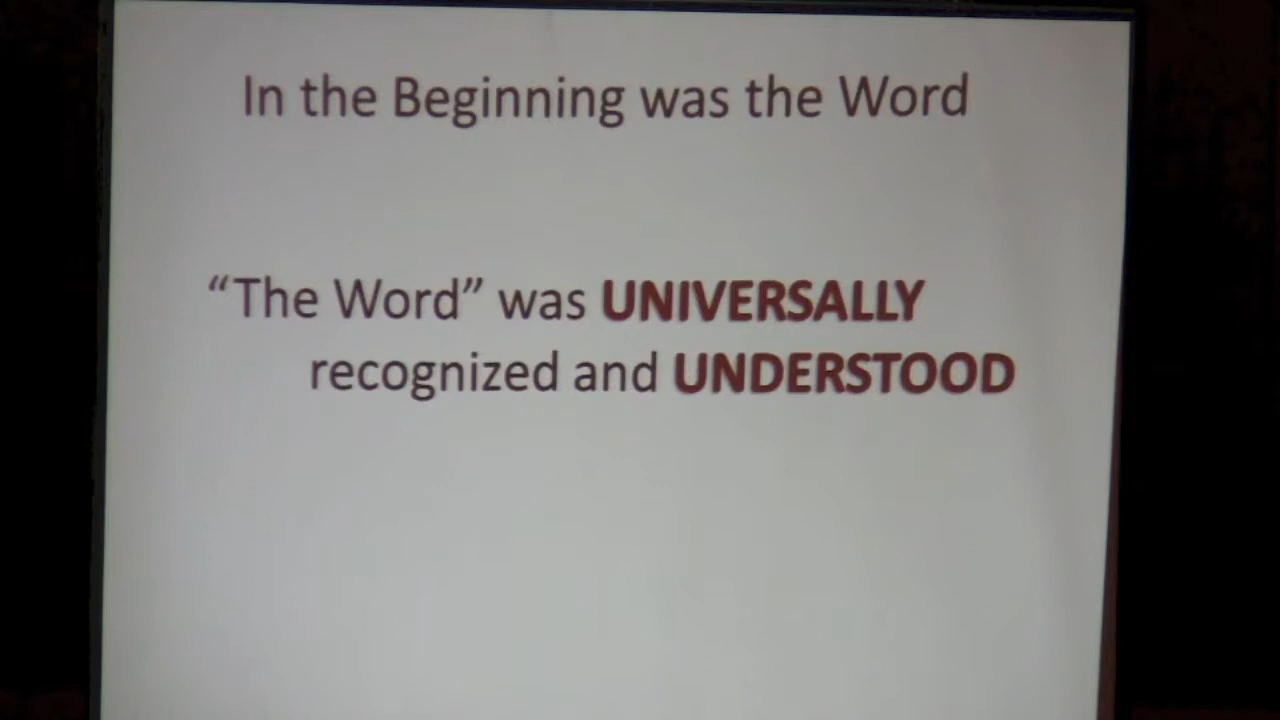 In the Beginning was the Word
“The Word” was UNIVERSALLY
recognized and UNDERSTOOD